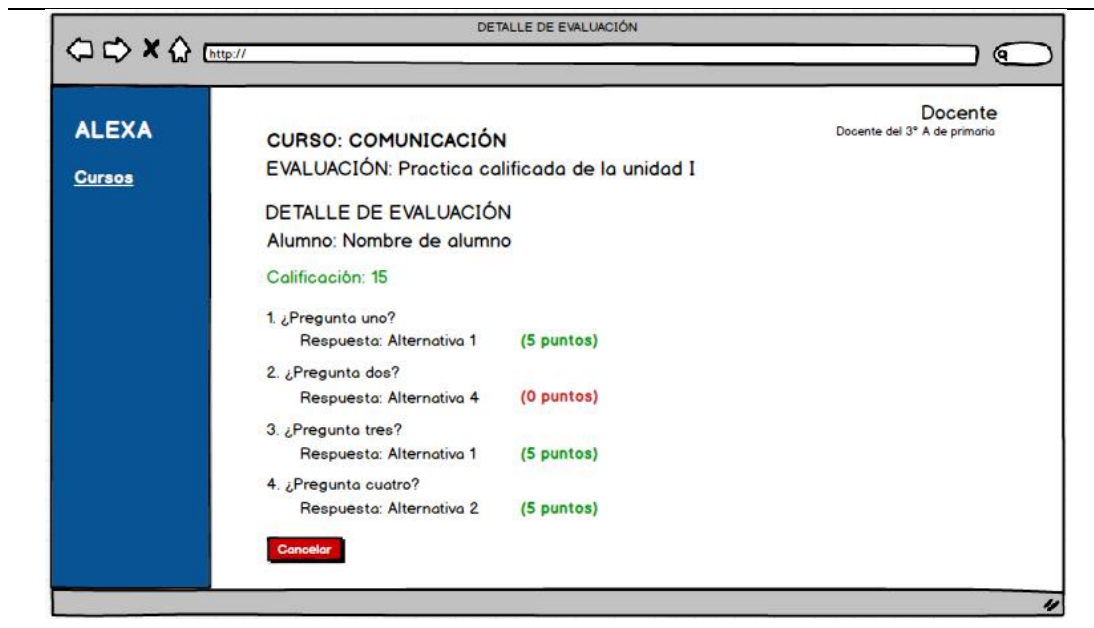 DETALLE DE EVALUACIÓN
http://
ALEXA
Cursos
Docente
Docente del 3° A de primaria
CURSO: COMUNICACIÓN
EVALUACIÓN: Practica calificada de la unidad I
DETALLE DE EVALUACIÓN
Alumno: Nombre de alumno
Calificación: 15
1. ¿Pregunta uno?
Respuesta: Alternativa 1 (5 puntos)
2. ¿Pregunta dos?
Respuesta: Alternativa 4 (0 puntos)
3. ¿Pregunta tres?
Respuesta: Alternativa 1 (5 puntos)
4. ¿Pregunta cuatro?
Respuesta: Alternativa 2 (5 puntos)
Cancelar